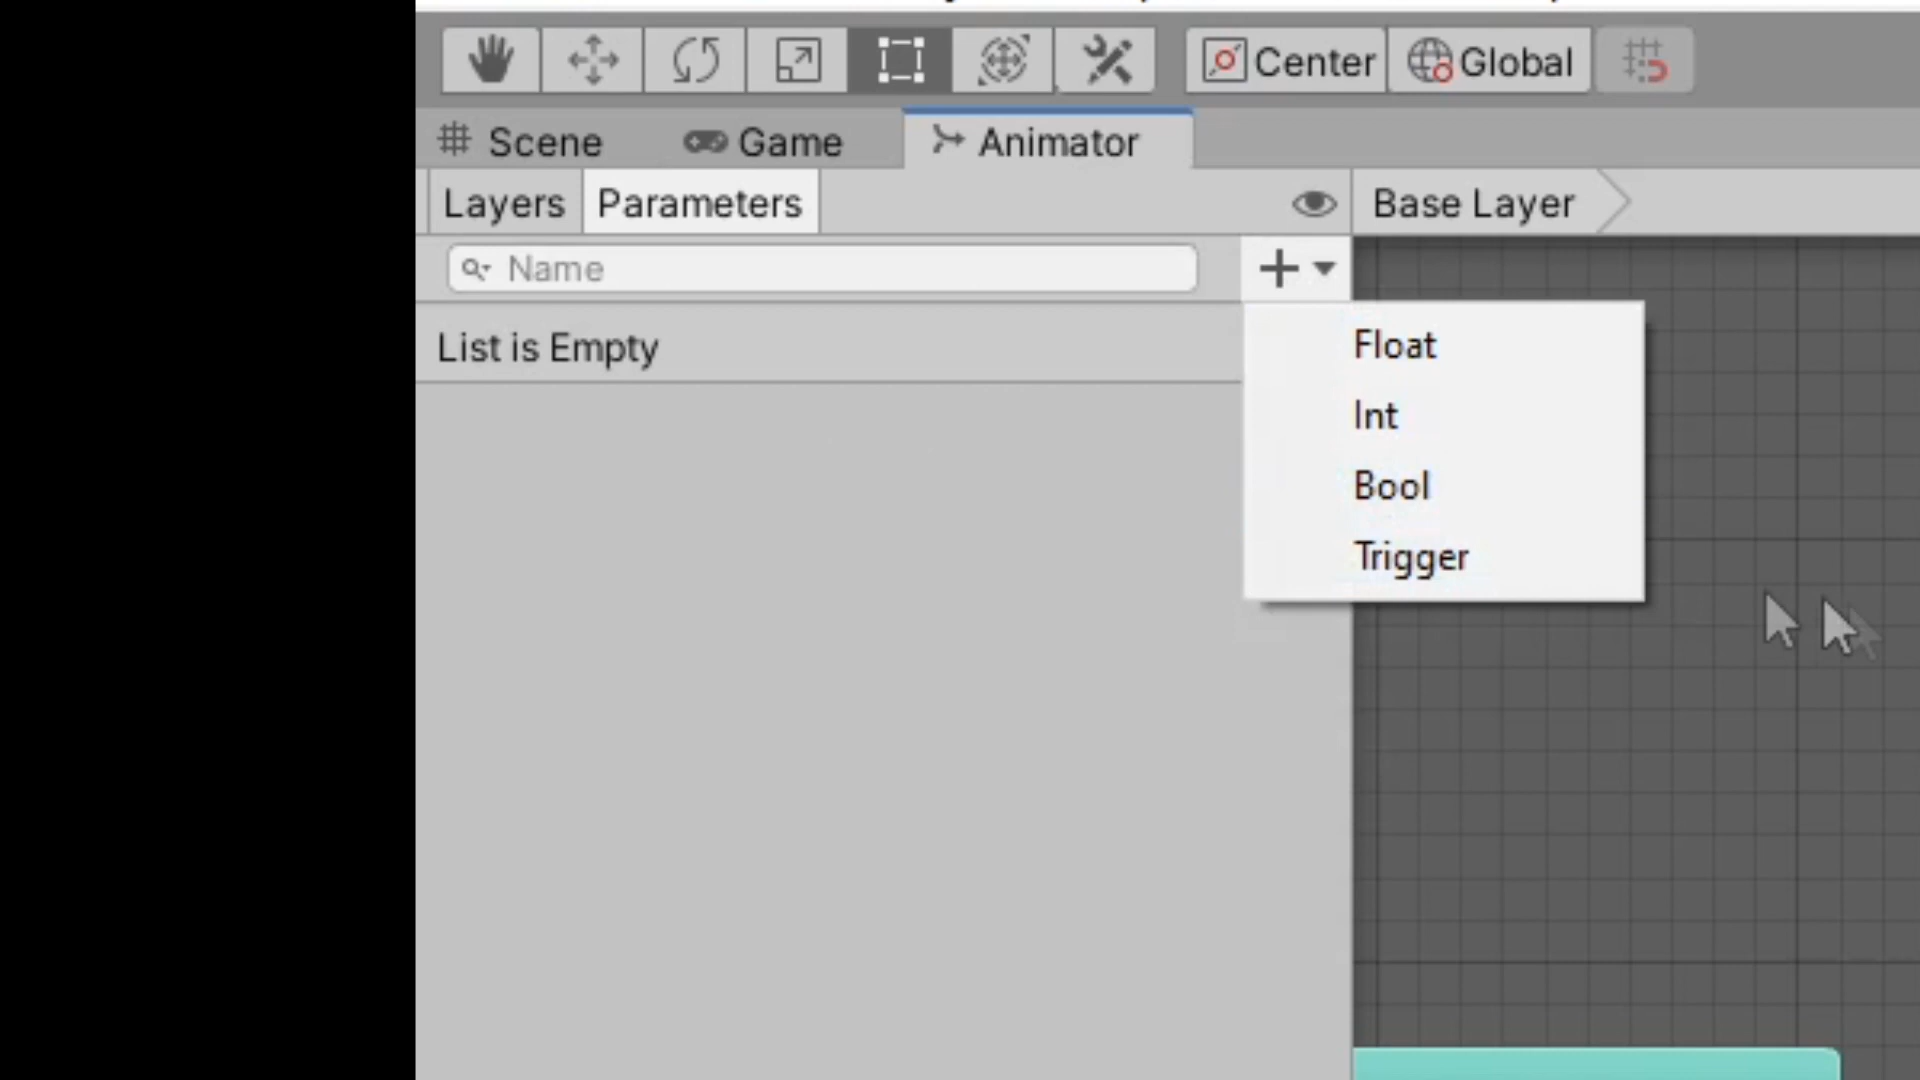 Center Global
Scene Game Animator
Layers Parameters Base Layer
Name
List is Empty
Float
Int
Bool
Trigger